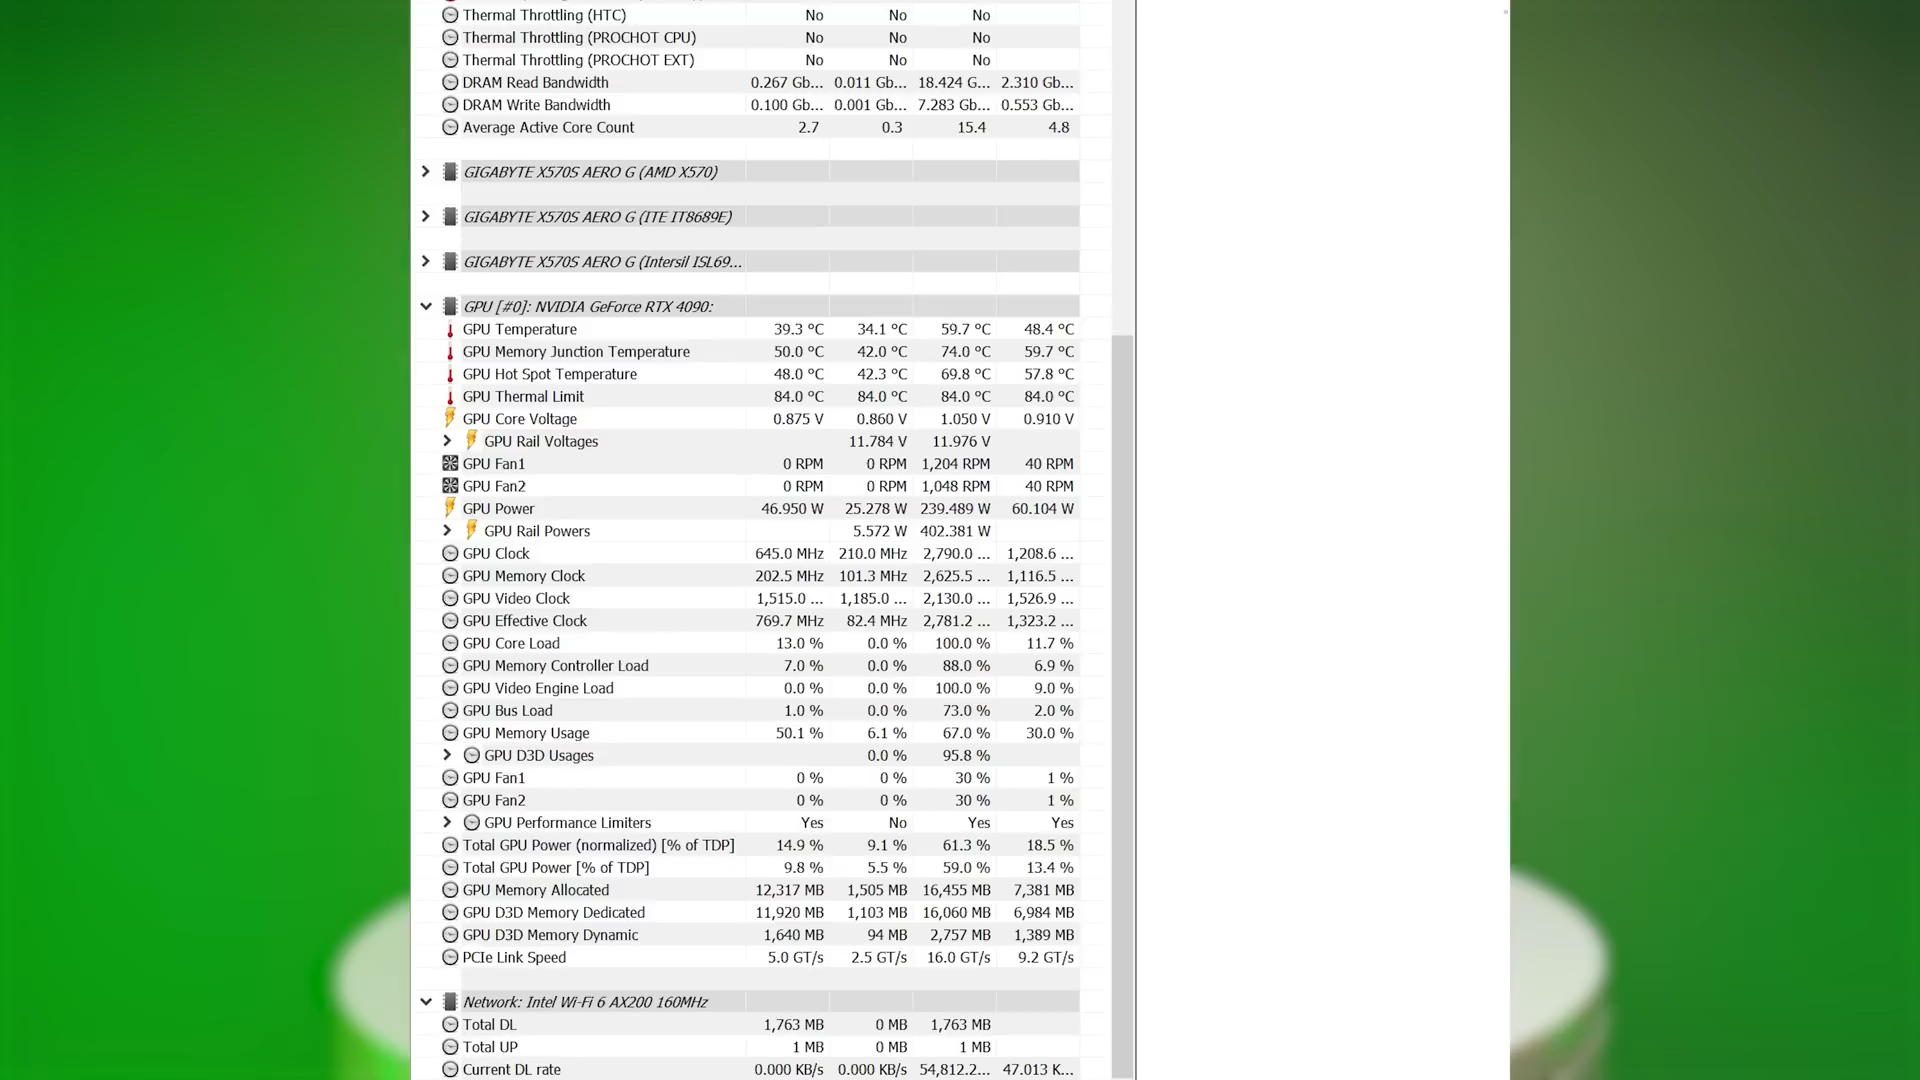 Thermal Throttling (HTC) No No No
Thermal Throttling (PROCHOT CPU) No No No
Thermal Throttling (PROCHOT EXT) No No No
DRAM Read Bandwidth 0.267 Gb... 0.011 Gb... 18.424 G... 2.310 Gb...
DRAM Write Bandwidth 0.100 Gb... 0.001 Gb... 7.283 Gb... 0.553 Gb...
Average Active Core Count 2.7 0.3 15.4 4.8
GIGABYTE X570S AERO G (AMD X570)
GIGABYTE X570S AERO G (ITE IT8689E)
GIGABYTE X570S AERO G (Intersil ISL69...
GPU [#0]: NVIDIA GeForce RTX 4090:
GPU Temperature 39.3 °C 34.1 °C 59.7 °C 48.4 °C
GPU Memory Junction Temperature 50.0 °C 42.0 °C 74.0 °C 59.7 °C
GPU Hot Spot Temperature 48.0 °C 42.3 °C 69.8 °C 57.8 °C
GPU Thermal Limit 84.0 °C 84.0 °C 84.0 °C 84.0 °C
GPU Core Voltage 0.875 V 0.860 V 1.050 V 0.910 V
GPU Rail Voltages 11.784 V 11.976 V
GPU Fan1 0 RPM 0 RPM 1,204 RPM 40 RPM
GPU Fan2 0 RPM 0 RPM 1,048 RPM 40 RPM
GPU Power 46.950 W 25.278 W 239.489 W 60.104 W
GPU Rail Powers 5.572 W 402.381 W
GPU Clock 645.0 MHz 210.0 MHz 2,790.0 ... 1,208.6 ...
GPU Memory Clock 202.5 MHz 101.3 MHz 2,625.5 ... 1,116.5 ...
GPU Video Clock 1,515.0 ... 1,185.0 ... 2,130.0 ... 1,526.9 ...
GPU Effective Clock 769.7 MHz 82.4 MHz 2,781.2 ... 1,323.2 ...
GPU Core Load 13.0 % 0.0 % 100.0 % 11.7 %
GPU Memory Controller Load 7.0 % 0.0 % 88.0 % 6.9 %
GPU Video Engine Load 0.0 % 0.0 % 100.0 % 9.0 %
GPU Bus Load 1.0 % 0.0 % 73.0 % 2.0 %
GPU Memory Usage 50.1 % 6.1 % 67.0 % 30.0 %
GPU D3D Usages 0.0 % 95.8 %
GPU Fan1 0 % 0 % 30 % 1 %
GPU Fan2 0 % 0 % 30 % 1 %
GPU Performance Limiters Yes No Yes Yes
Total GPU Power (normalized) [% of TDP] 14.9 % 9.1 % 61.3 % 18.5 %
Total GPU Power [% of TDP] 9.8 % 5.5 % 59.0 % 13.4 %
GPU Memory Allocated 12,317 MB 1,505 MB 16,455 MB 7,381 MB
GPU D3D Memory Dedicated 11,920 MB 1,103 MB 16,060 MB 6,984 MB
GPU D3D Memory Dynamic 1,640 MB 94 MB 2,757 MB 1,389 MB
PCIe Link Speed 5.0 GT/s 2.5 GT/s 16.0 GT/s 9.2 GT/s
Network: Intel Wi-Fi 6 AX200 160MHz
Total DL 1,763 MB 0 MB 1,763 MB
Total UP 1 MB 0 MB 1 MB
Current DL rate 0.000 KB/s 0.000 KB/s 54,812.2... 47.013 K...